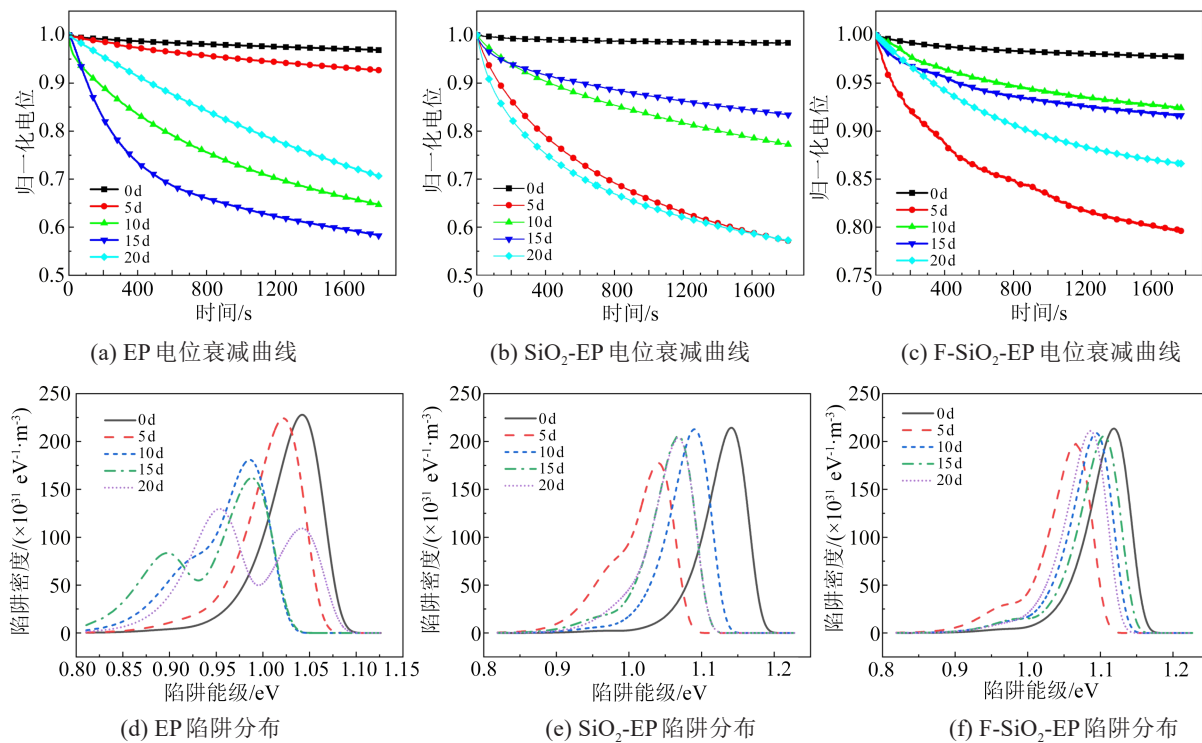 1.0
0.9
0.8
0.7
0.6
0.5
归一化电位
0d
5d
10d
15d
20d
0 400 800 1200 1600
时间/s
(a) EP 电位衰减曲线
1.0
0.9
0.8
0.7
0.6
0.5
归一化电位
0d
5d
10d
15d
20d
0 400 800 1200 1600
时间/s
(b) SiO₂-EP 电位衰减曲线
1.00
0.95
0.90
0.85
0.80
0.75
归一化电位
0d
5d
10d
15d
20d
0 400 800 1200 1600
时间/s
(c) F-SiO₂-EP 电位衰减曲线
250
200
150
100
50
0
陷阱密度/(×10³¹ eV⁻¹·m⁻³)
0d
5d
10d
15d
20d
0.80 0.85 0.90 0.95 1.00 1.05 1.10 1.15
陷阱能级/eV
(d) EP 陷阱分布
250
200
150
100
50
0
陷阱密度/(×10³¹ eV⁻¹·m⁻³)
0d
5d
10d
15d
20d
0.8 0.9 1.0 1.1 1.2
陷阱能级/eV
(e) SiO₂-EP 陷阱分布
250
200
150
100
50
0
陷阱密度/(×10³¹ eV⁻¹·m⁻³)
0d
5d
10d
15d
20d
0.8 0.9 1.0 1.1 1.2
陷阱能级/eV
(f) F-SiO₂-EP 陷阱分布